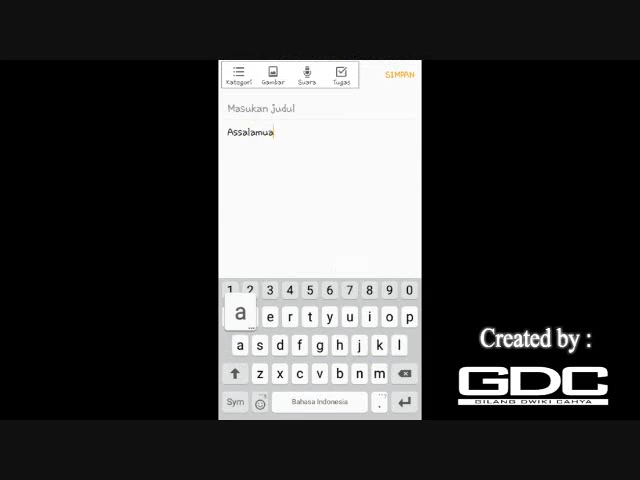 Kategori Gambar Suara Tugas SIMPAN
Masukan judul
Assalamua
1 2 3 4 5 6 7 8 9 0
a e r t y u i o p
a s d f g h j k l
z x c v b n m
Sym Bahasa Indonesia .
Created by :
GDC
GILANG DWIKI CAHYA